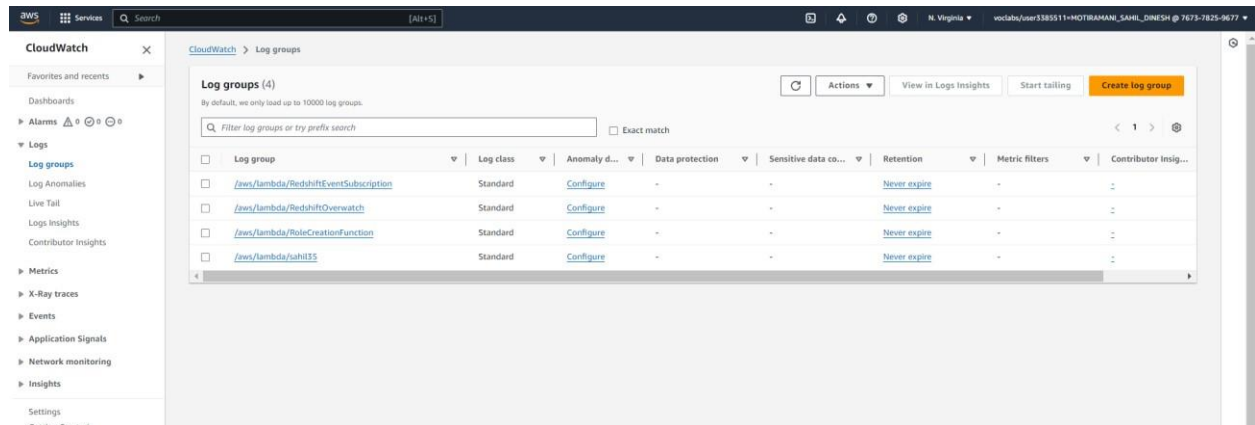 aws Services Search [Alt+S] N. Virginia voclabs/user3385511=MOTIRAMANI_SAHIL_DINESH @ 7673-7825-9677
CloudWatch
Favorites and recents
Dashboards
Alarms 0 0 0
Logs
Log groups
Log Anomalies
Live Tail
Logs Insights
Contributor Insights
Metrics
X-Ray traces
Events
Application Signals
Network monitoring
Insights
Settings
CloudWatch > Log groups
Log groups (4)
Actions View in Logs Insights Start tailing Create log group
By default, we only load up to 10000 log groups.
Filter log groups or try prefix search Exact match 1
Log group Log class Anomaly d... Data protection Sensitive data co... Retention Metric filters Contributor Insig...
/aws/lambda/RedshiftEventSubscription Standard Configure - - Never expire - -
/aws/lambda/RedshiftOverwatch Standard Configure - - Never expire - -
/aws/lambda/RoleCreationFunction Standard Configure - - Never expire - -
/aws/lambda/sahil35 Standard Configure - - Never expire - -